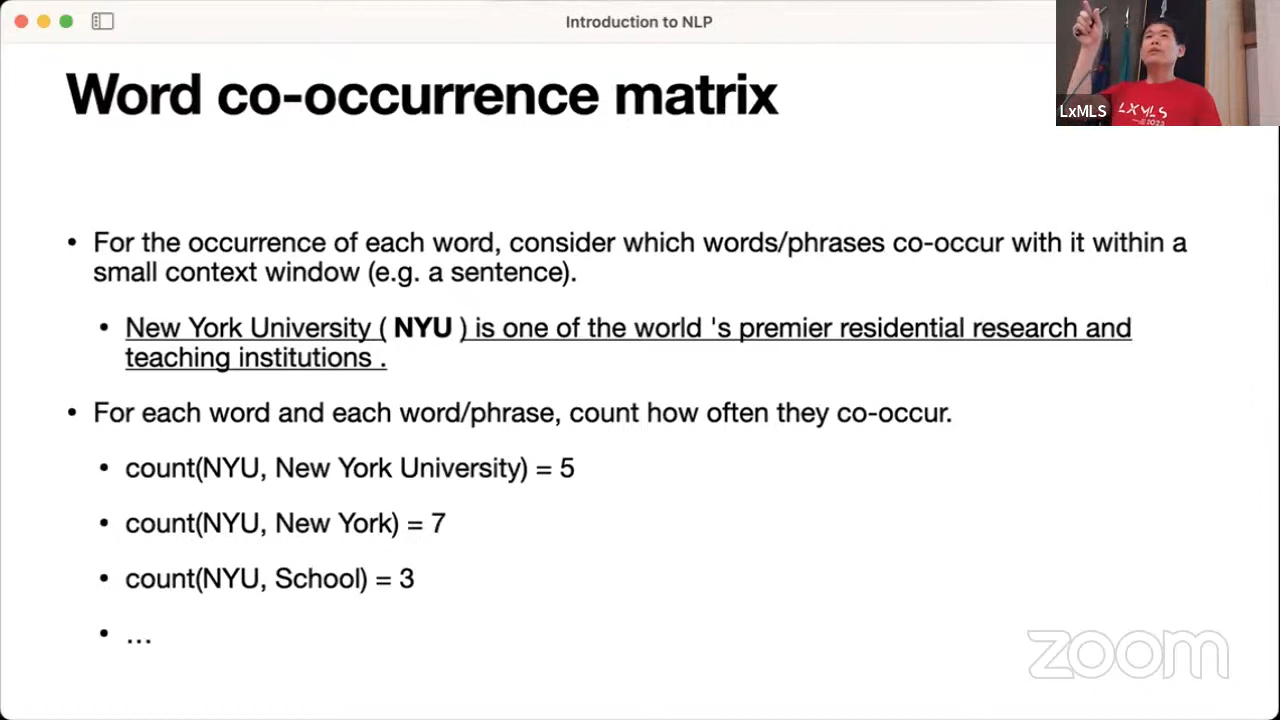 Introduction to NLP
Word co-occurrence matrix
LxMLS
LXMLS
2023
• For the occurrence of each word, consider which words/phrases co-occur with it within a
small context window (e.g. a sentence).
• New York University ( NYU ) is one of the world 's premier residential research and
teaching institutions .
• For each word and each word/phrase, count how often they co-occur.
• count(NYU, New York University) = 5
• count(NYU, New York) = 7
• count(NYU, School) = 3
• …
zoom